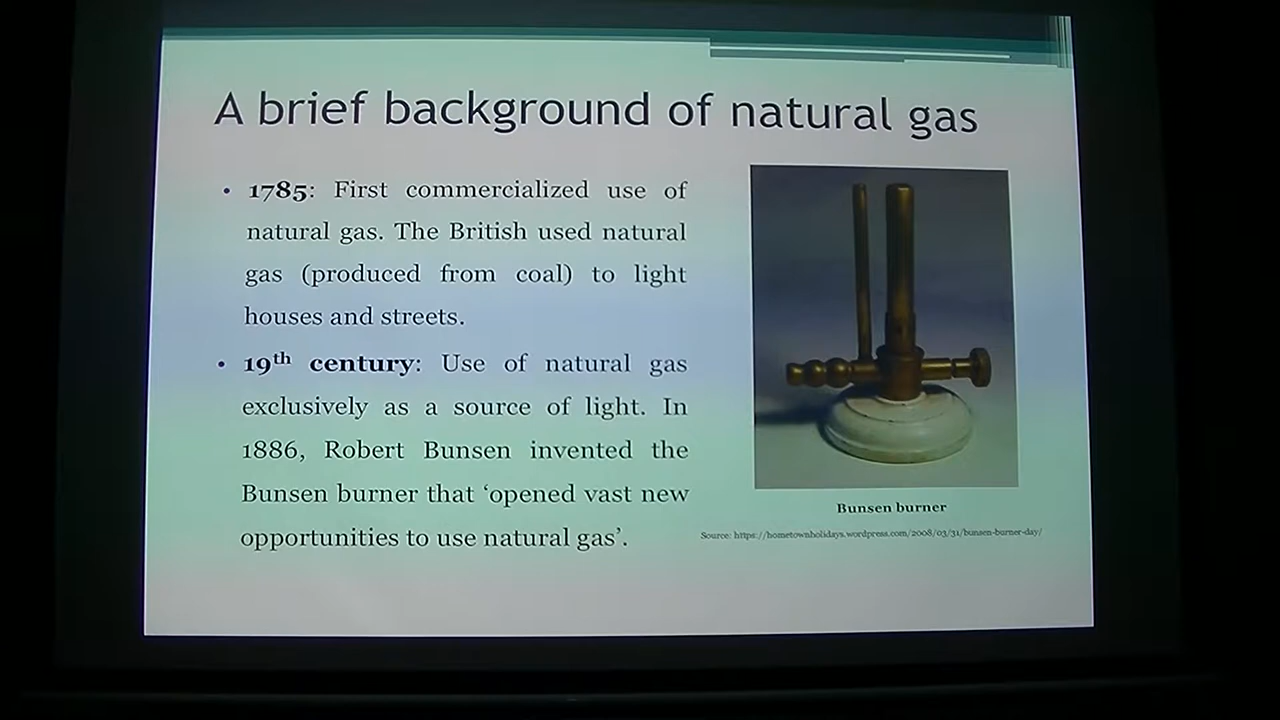 A brief background of natural gas
• 1785: First commercialized use of
natural gas. The British used natural
gas (produced from coal) to light
houses and streets.
• 19th century: Use of natural gas
exclusively as a source of light. In
1886, Robert Bunsen invented the
Bunsen burner that ‘opened vast new
opportunities to use natural gas’.
Bunsen burner
Source: https://hometownholidays.wordpress.com/2008/03/31/bunsen-burner-day/